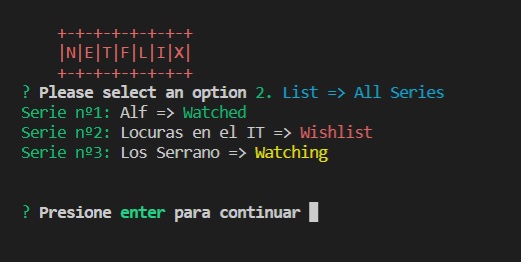 +-+-+-+-+-+-+-+
|N|E|T|F|L|I|X|
+-+-+-+-+-+-+-+
? Please select an option 2. List => All Series
Serie nº1: Alf => Watched
Serie nº2: Locuras en el IT => Wishlist
Serie nº3: Los Serrano => Watching
? Presione enter para continuar